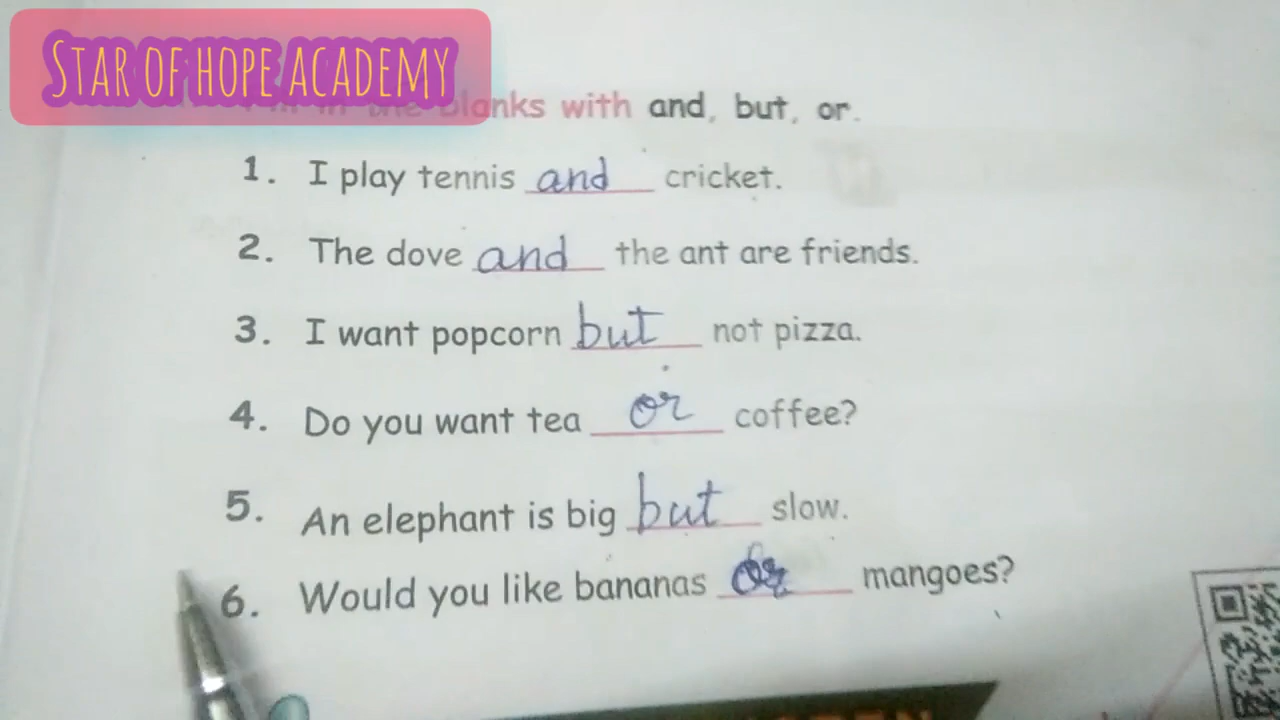 STAR OF HOPE ACADEMY
blanks with and, but, or.
1. I play tennis and cricket.
2. The dove and the ant are friends.
3. I want popcorn but not pizza.
4. Do you want tea or coffee?
5. An elephant is big but slow.
6. Would you like bananas or mangoes?